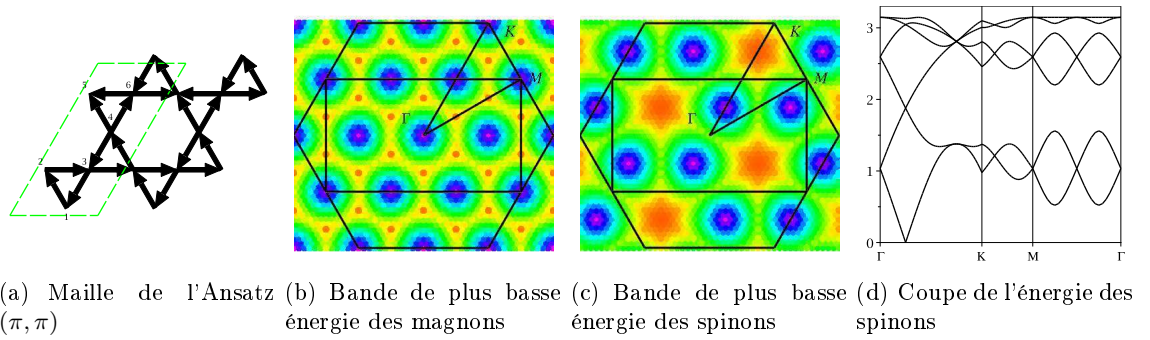 5
6
4
2
3
1
K
M
Γ
K
M
Γ
3
2
1
0
Γ
K
M
Γ
(a) Maille de l'Ansatz
(π, π)
(b) Bande de plus basse
énergie des magnons
(c) Bande de plus basse
énergie des spinons
(d) Coupe de l'énergie des
spinons